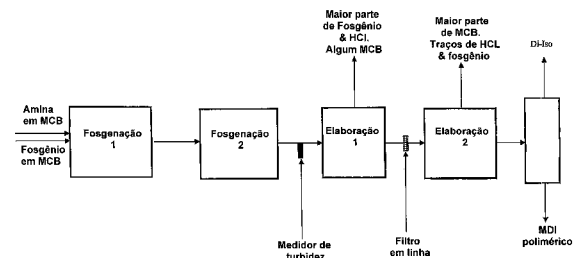 Maior parte
de Fosgênio
& HCl.
Algum MCB
Maior parte
de MCB.
Traços de HCL
& fosgênio
Di-Iso
Amina
em MCB
Fosgênio
em MCB
Fosgenação
1
Fosgenação
2
Elaboração
1
Elaboração
2
Medidor de
turbidez
Filtro
em linha
MDI
polimérico